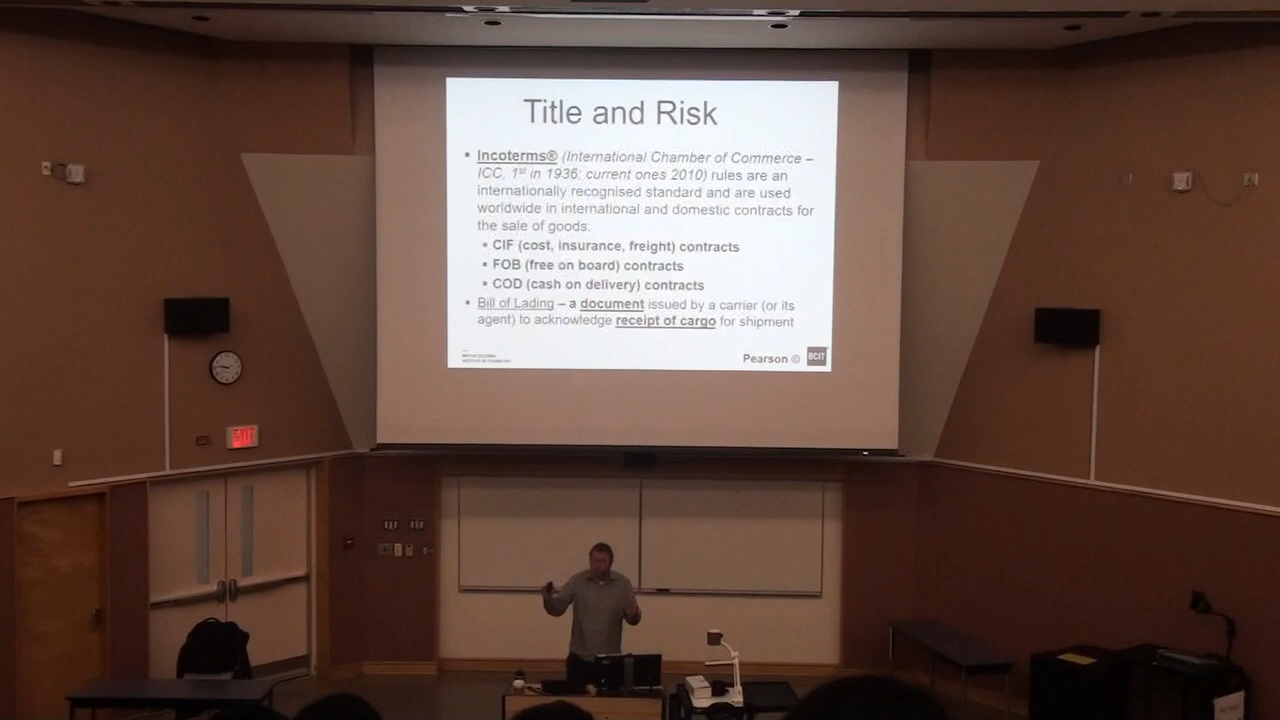 Title and Risk
▪ Incoterms® (International Chamber of Commerce –
ICC, 1st in 1936; current ones 2010) rules are an
internationally recognised standard and are used
worldwide in international and domestic contracts for
the sale of goods.
▪ CIF (cost, insurance, freight) contracts
▪ FOB (free on board) contracts
▪ COD (cash on delivery) contracts
▪ Bill of Lading – a document issued by a carrier (or its
agent) to acknowledge receipt of cargo for shipment
Pearson ©
BCIT
EXIT